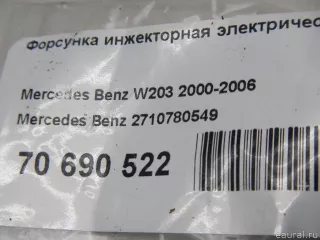 Форсунка инжекторная электричес
Mercedes Benz W203 2000-2006
Mercedes Benz 2710780549
70 690 522
eaural.ru